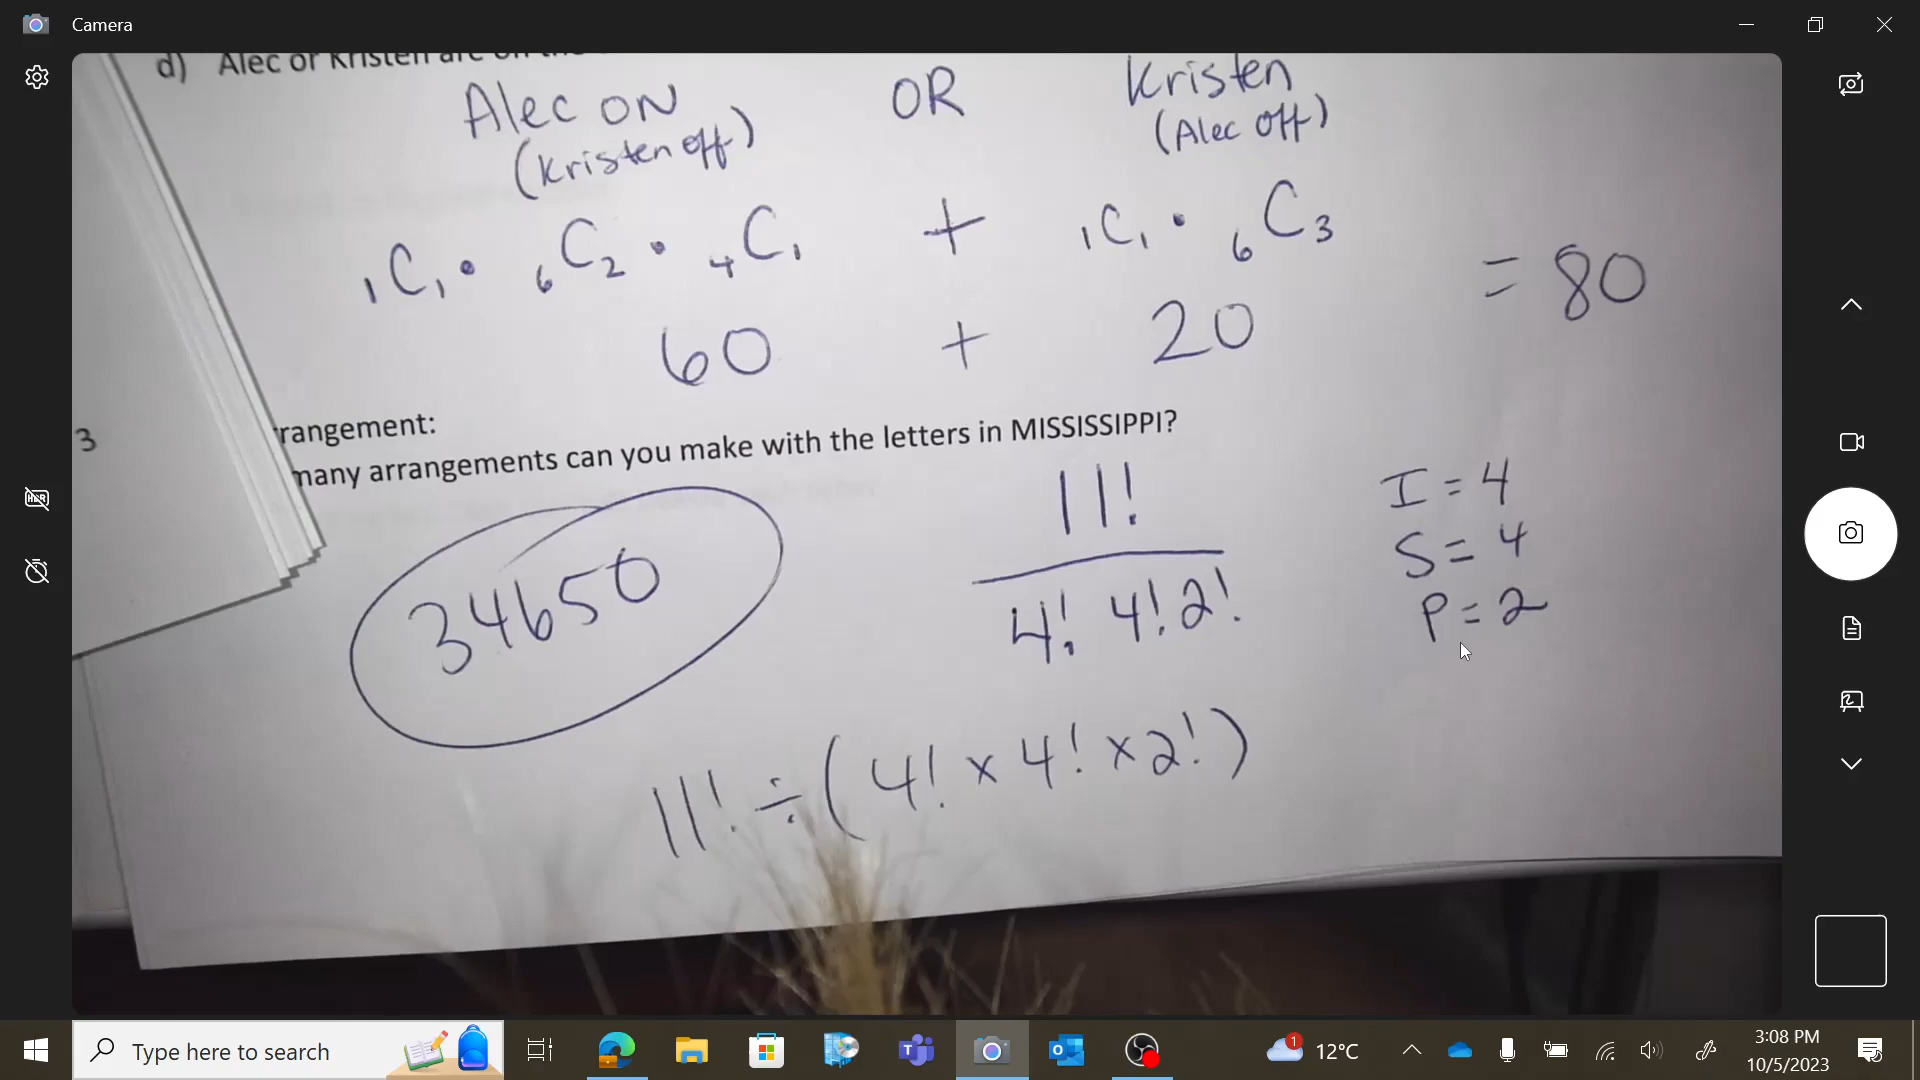 Camera
d) Alec or Kristen are on the
Alec ON OR Kristen
(Kristen off) (Alec off)
₁C₁ · ₆C₂ · ₄C₁ + ₁C₁ · ₆C₃ = 80
60 + 20
3
rangement:
many arrangements can you make with the letters in MISSISSIPPI?
34650
11!
4! 4! 2!
I = 4
S = 4
P = 2
11! ÷ (4! × 4! × 2!)
Type here to search
1
12°C
3:08 PM
10/5/2023